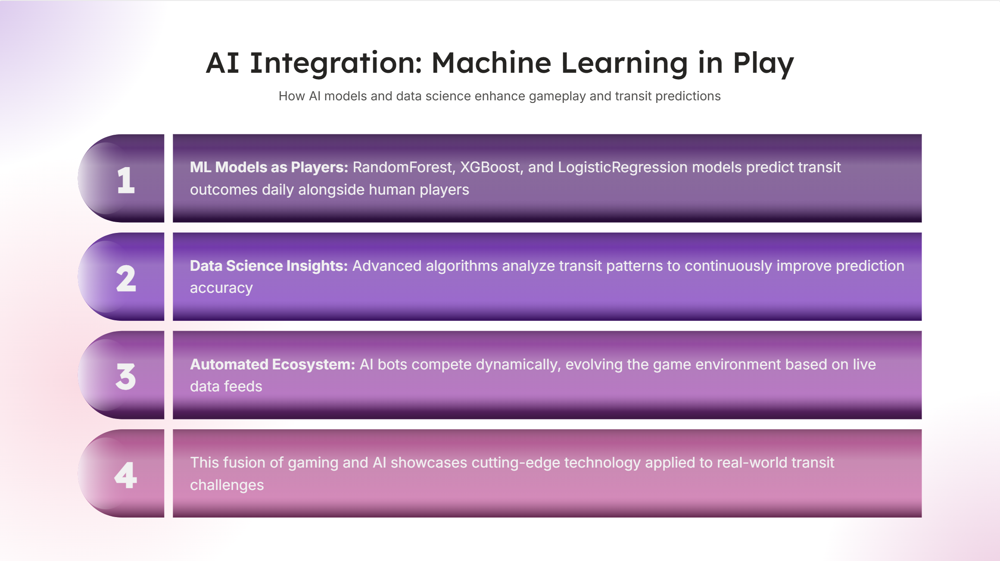 AI Integration: Machine Learning in Play
How AI models and data science enhance gameplay and transit predictions
1
ML Models as Players: RandomForest, XGBoost, and LogisticRegression models predict transit
outcomes daily alongside human players
2
Data Science Insights: Advanced algorithms analyze transit patterns to continuously improve prediction
accuracy
3
Automated Ecosystem: AI bots compete dynamically, evolving the game environment based on live
data feeds
4
This fusion of gaming and AI showcases cutting-edge technology applied to real-world transit
challenges